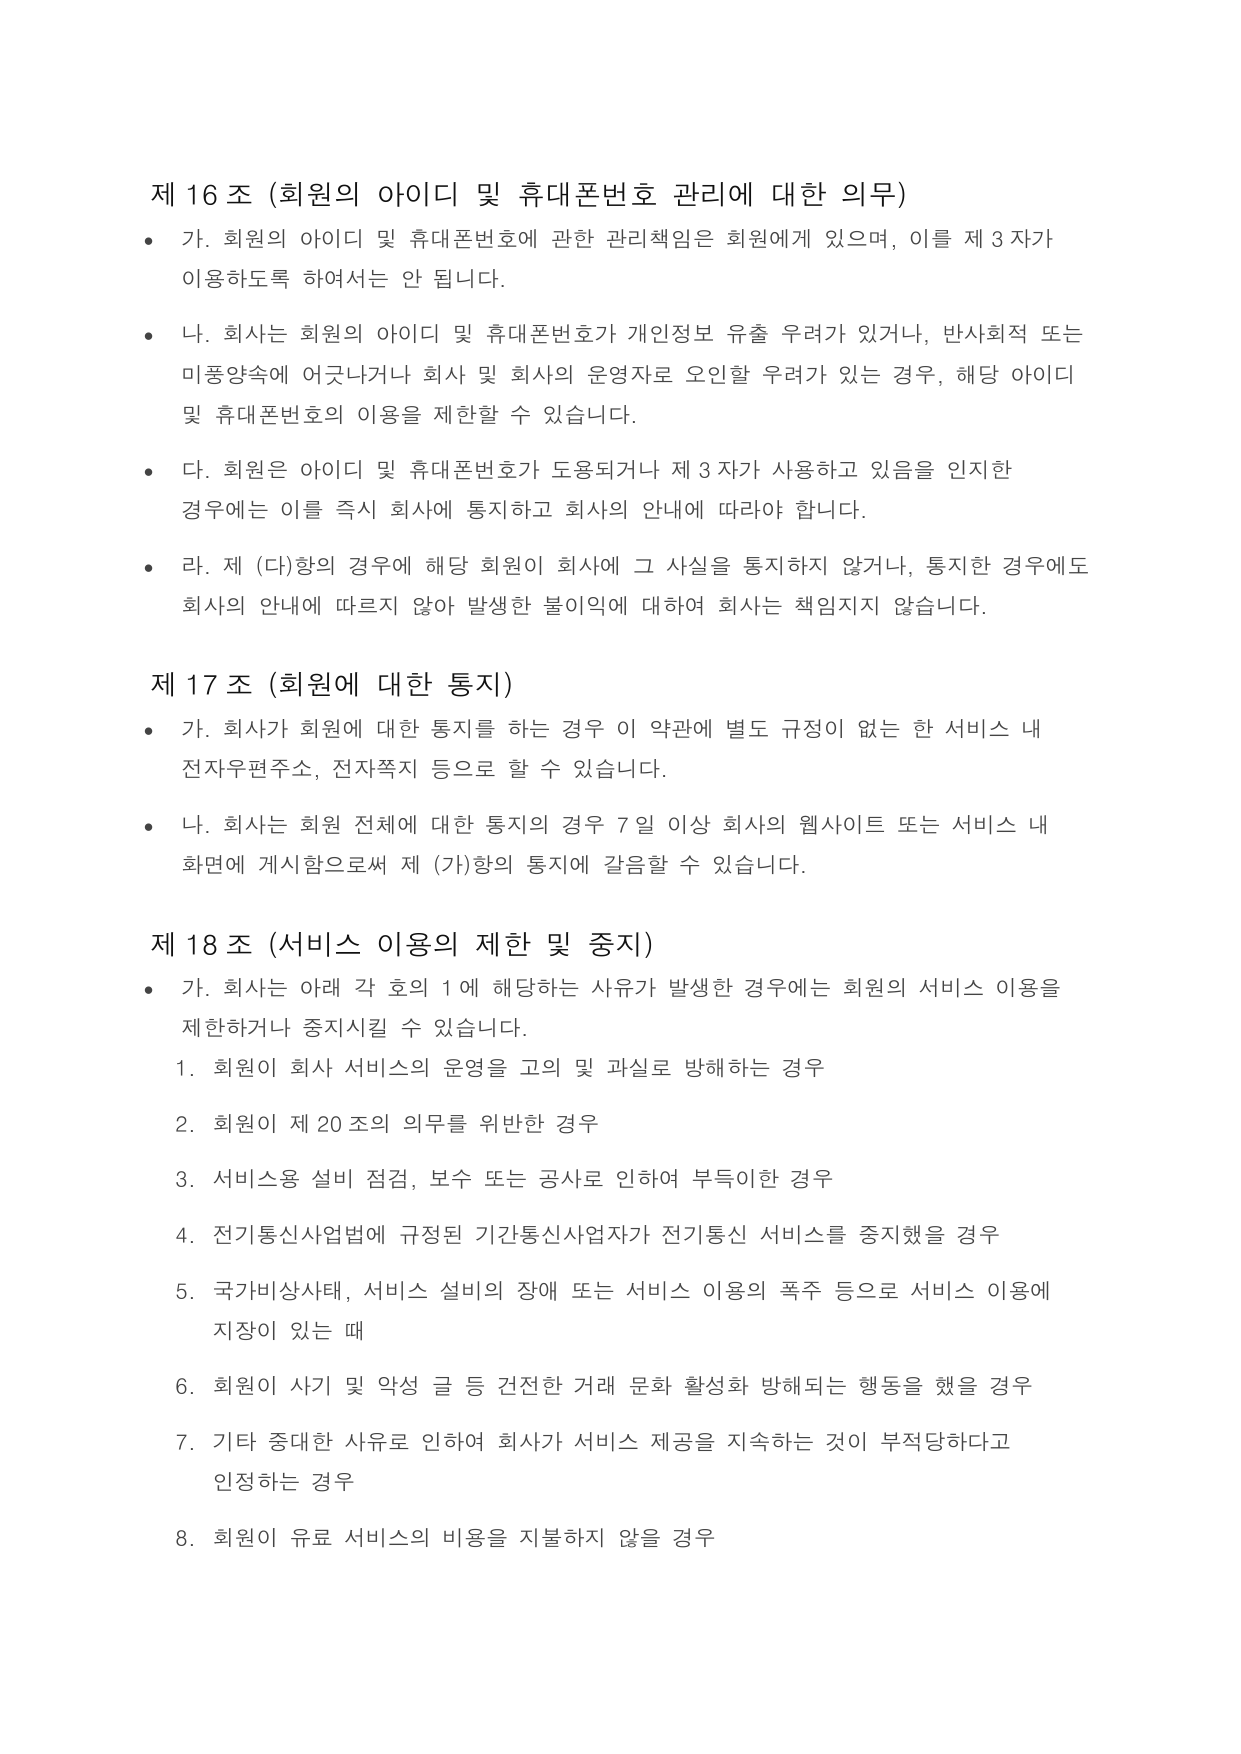 제 16 조 (회원의 아이디 및 휴대폰번호 관리에 대한 의무)
• 가. 회원의 아이디 및 휴대폰번호에 관한 관리책임은 회원에게 있으며, 이를 제 3 자가
이용하도록 하여서는 안 됩니다.
• 나. 회사는 회원의 아이디 및 휴대폰번호가 개인정보 유출 우려가 있거나, 반사회적 또는
미풍양속에 어긋나거나 회사 및 회사의 운영자로 오인할 우려가 있는 경우, 해당 아이디
및 휴대폰번호의 이용을 제한할 수 있습니다.
• 다. 회원은 아이디 및 휴대폰번호가 도용되거나 제 3 자가 사용하고 있음을 인지한
경우에는 이를 즉시 회사에 통지하고 회사의 안내에 따라야 합니다.
• 라. 제 (다)항의 경우에 해당 회원이 회사에 그 사실을 통지하지 않거나, 통지한 경우에도
회사의 안내에 따르지 않아 발생한 불이익에 대하여 회사는 책임지지 않습니다.
제 17 조 (회원에 대한 통지)
• 가. 회사가 회원에 대한 통지를 하는 경우 이 약관에 별도 규정이 없는 한 서비스 내
전자우편주소, 전자쪽지 등으로 할 수 있습니다.
• 나. 회사는 회원 전체에 대한 통지의 경우 7 일 이상 회사의 웹사이트 또는 서비스 내
화면에 게시함으로써 제 (가)항의 통지에 갈음할 수 있습니다.
제 18 조 (서비스 이용의 제한 및 중지)
• 가. 회사는 아래 각 호의 1 에 해당하는 사유가 발생한 경우에는 회원의 서비스 이용을
제한하거나 중지시킬 수 있습니다.
1. 회원이 회사 서비스의 운영을 고의 및 과실로 방해하는 경우
2. 회원이 제 20 조의 의무를 위반한 경우
3. 서비스용 설비 점검, 보수 또는 공사로 인하여 부득이한 경우
4. 전기통신사업법에 규정된 기간통신사업자가 전기통신 서비스를 중지했을 경우
5. 국가비상사태, 서비스 설비의 장애 또는 서비스 이용의 폭주 등으로 서비스 이용에
지장이 있는 때
6. 회원이 사기 및 악성 글 등 건전한 거래 문화 활성화 방해되는 행동을 했을 경우
7. 기타 중대한 사유로 인하여 회사가 서비스 제공을 지속하는 것이 부적당하다고
인정하는 경우
8. 회원이 유료 서비스의 비용을 지불하지 않을 경우